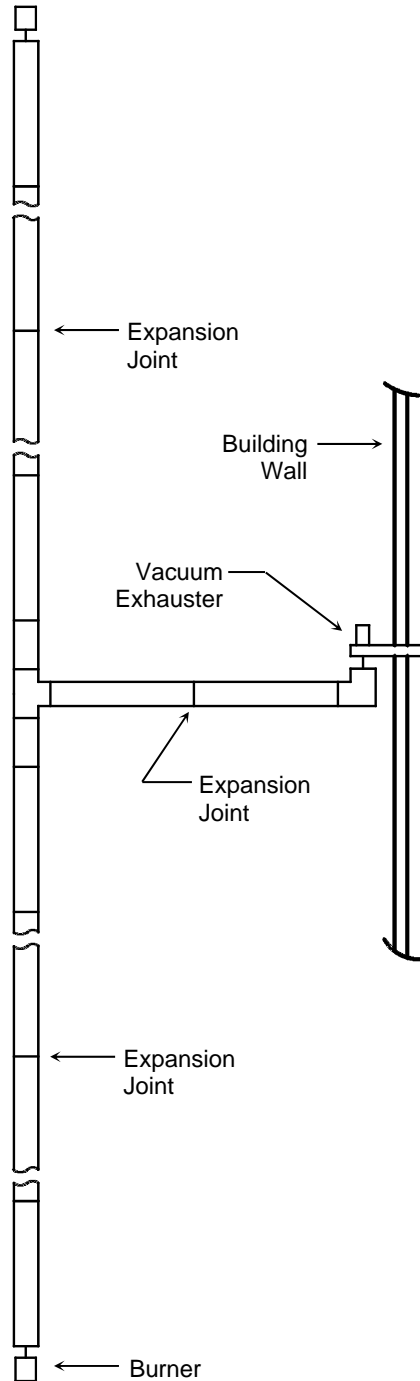 Expansion
Joint
Building
Wall
Vacuum
Exhauster
Expansion
Joint
Expansion
Joint
Burner